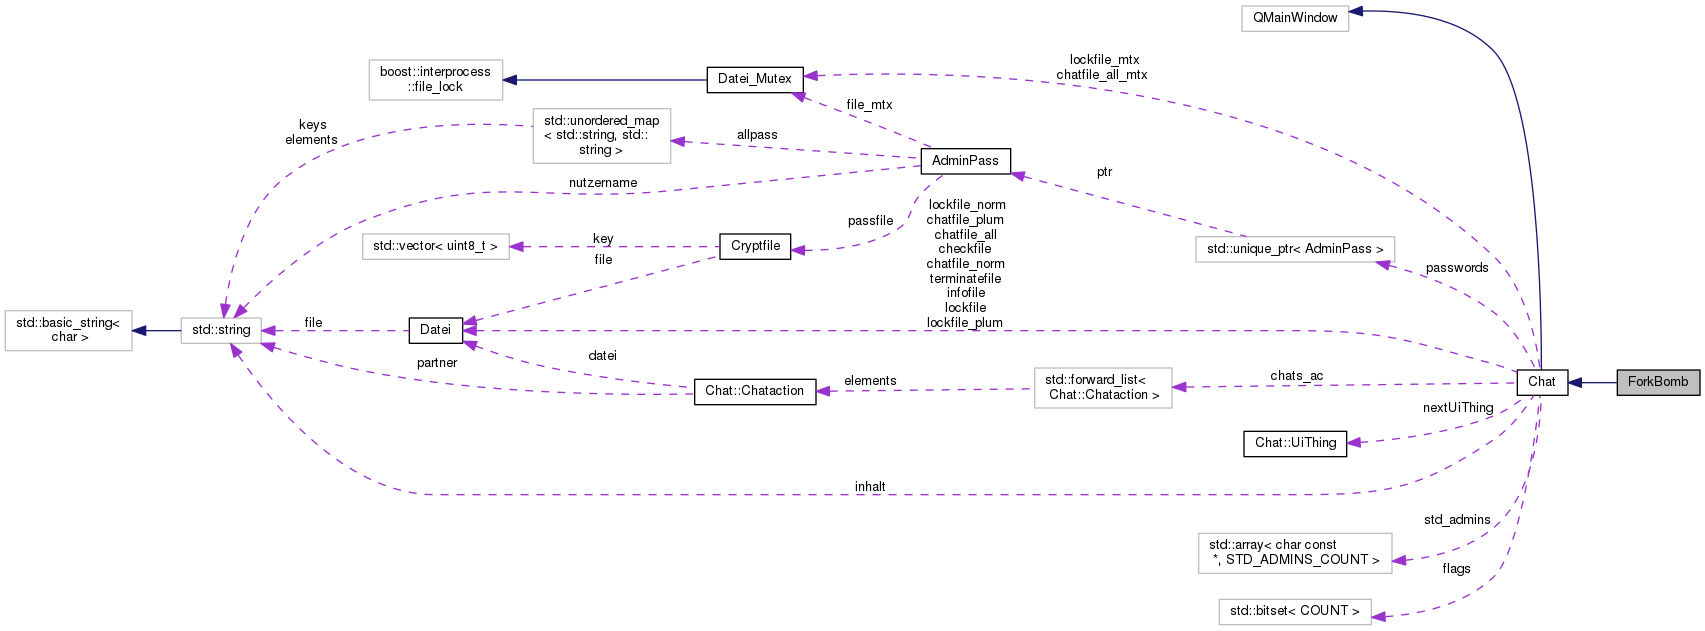 QMainWindow
lockfile_mtx
chatfile_all_mtx
boost::interprocess
::file_lock
Datei_Mutex
file_mtx
keys
elements
std::unordered_map
< std::string, std::
string >
allpass
AdminPass
ptr
nutzername
lockfile_norm
chatfile_plum
chatfile_all
checkfile
chatfile_norm
terminatefile
infofile
lockfile
lockfile_plum
passfile
std::vector< uint8_t >
key
file
Cryptfile
std::unique_ptr< AdminPass >
passwords
std::basic_string<
char >
std::string
file
Datei
partner
datei
Chat::Chataction
elements
std::forward_list<
Chat::Chataction >
chats_ac
Chat
ForkBomb
nextUiThing
Chat::UiThing
inhalt
std_admins
std::array< char const
*, STD_ADMINS_COUNT >
flags
std::bitset< COUNT >